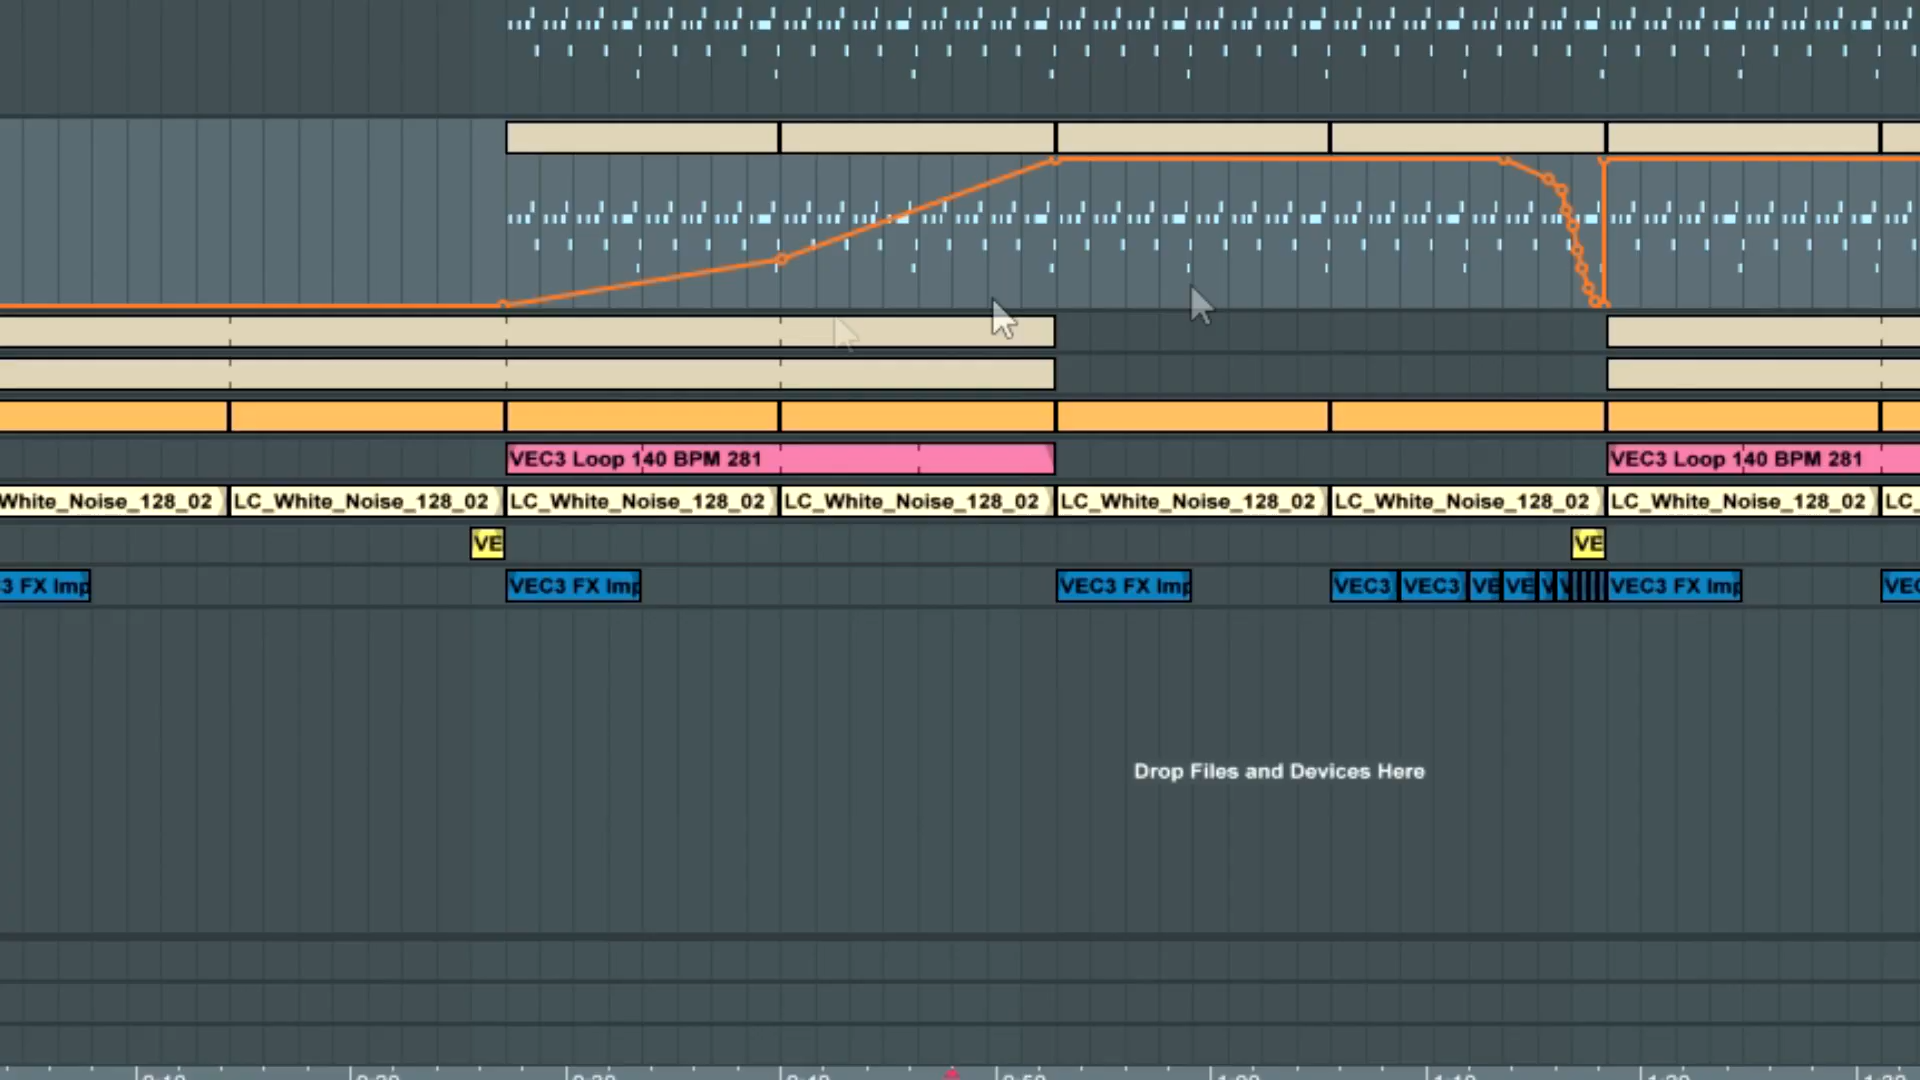 VEC3 Loop 140 BPM 281 VEC3 Loop 140 BPM 281
White_Noise_128_02 LC_White_Noise_128_02 LC_White_Noise_128_02 LC_White_Noise_128_02 LC_White_Noise_128_02 LC_White_Noise_128_02 LC_White_Noise_128_02 LC_
VE VE
3 FX Imp VEC3 FX Imp VEC3 FX Imp VEC3 VEC3 VE VE V V VEC3 FX Imp VEC
Drop Files and Devices Here